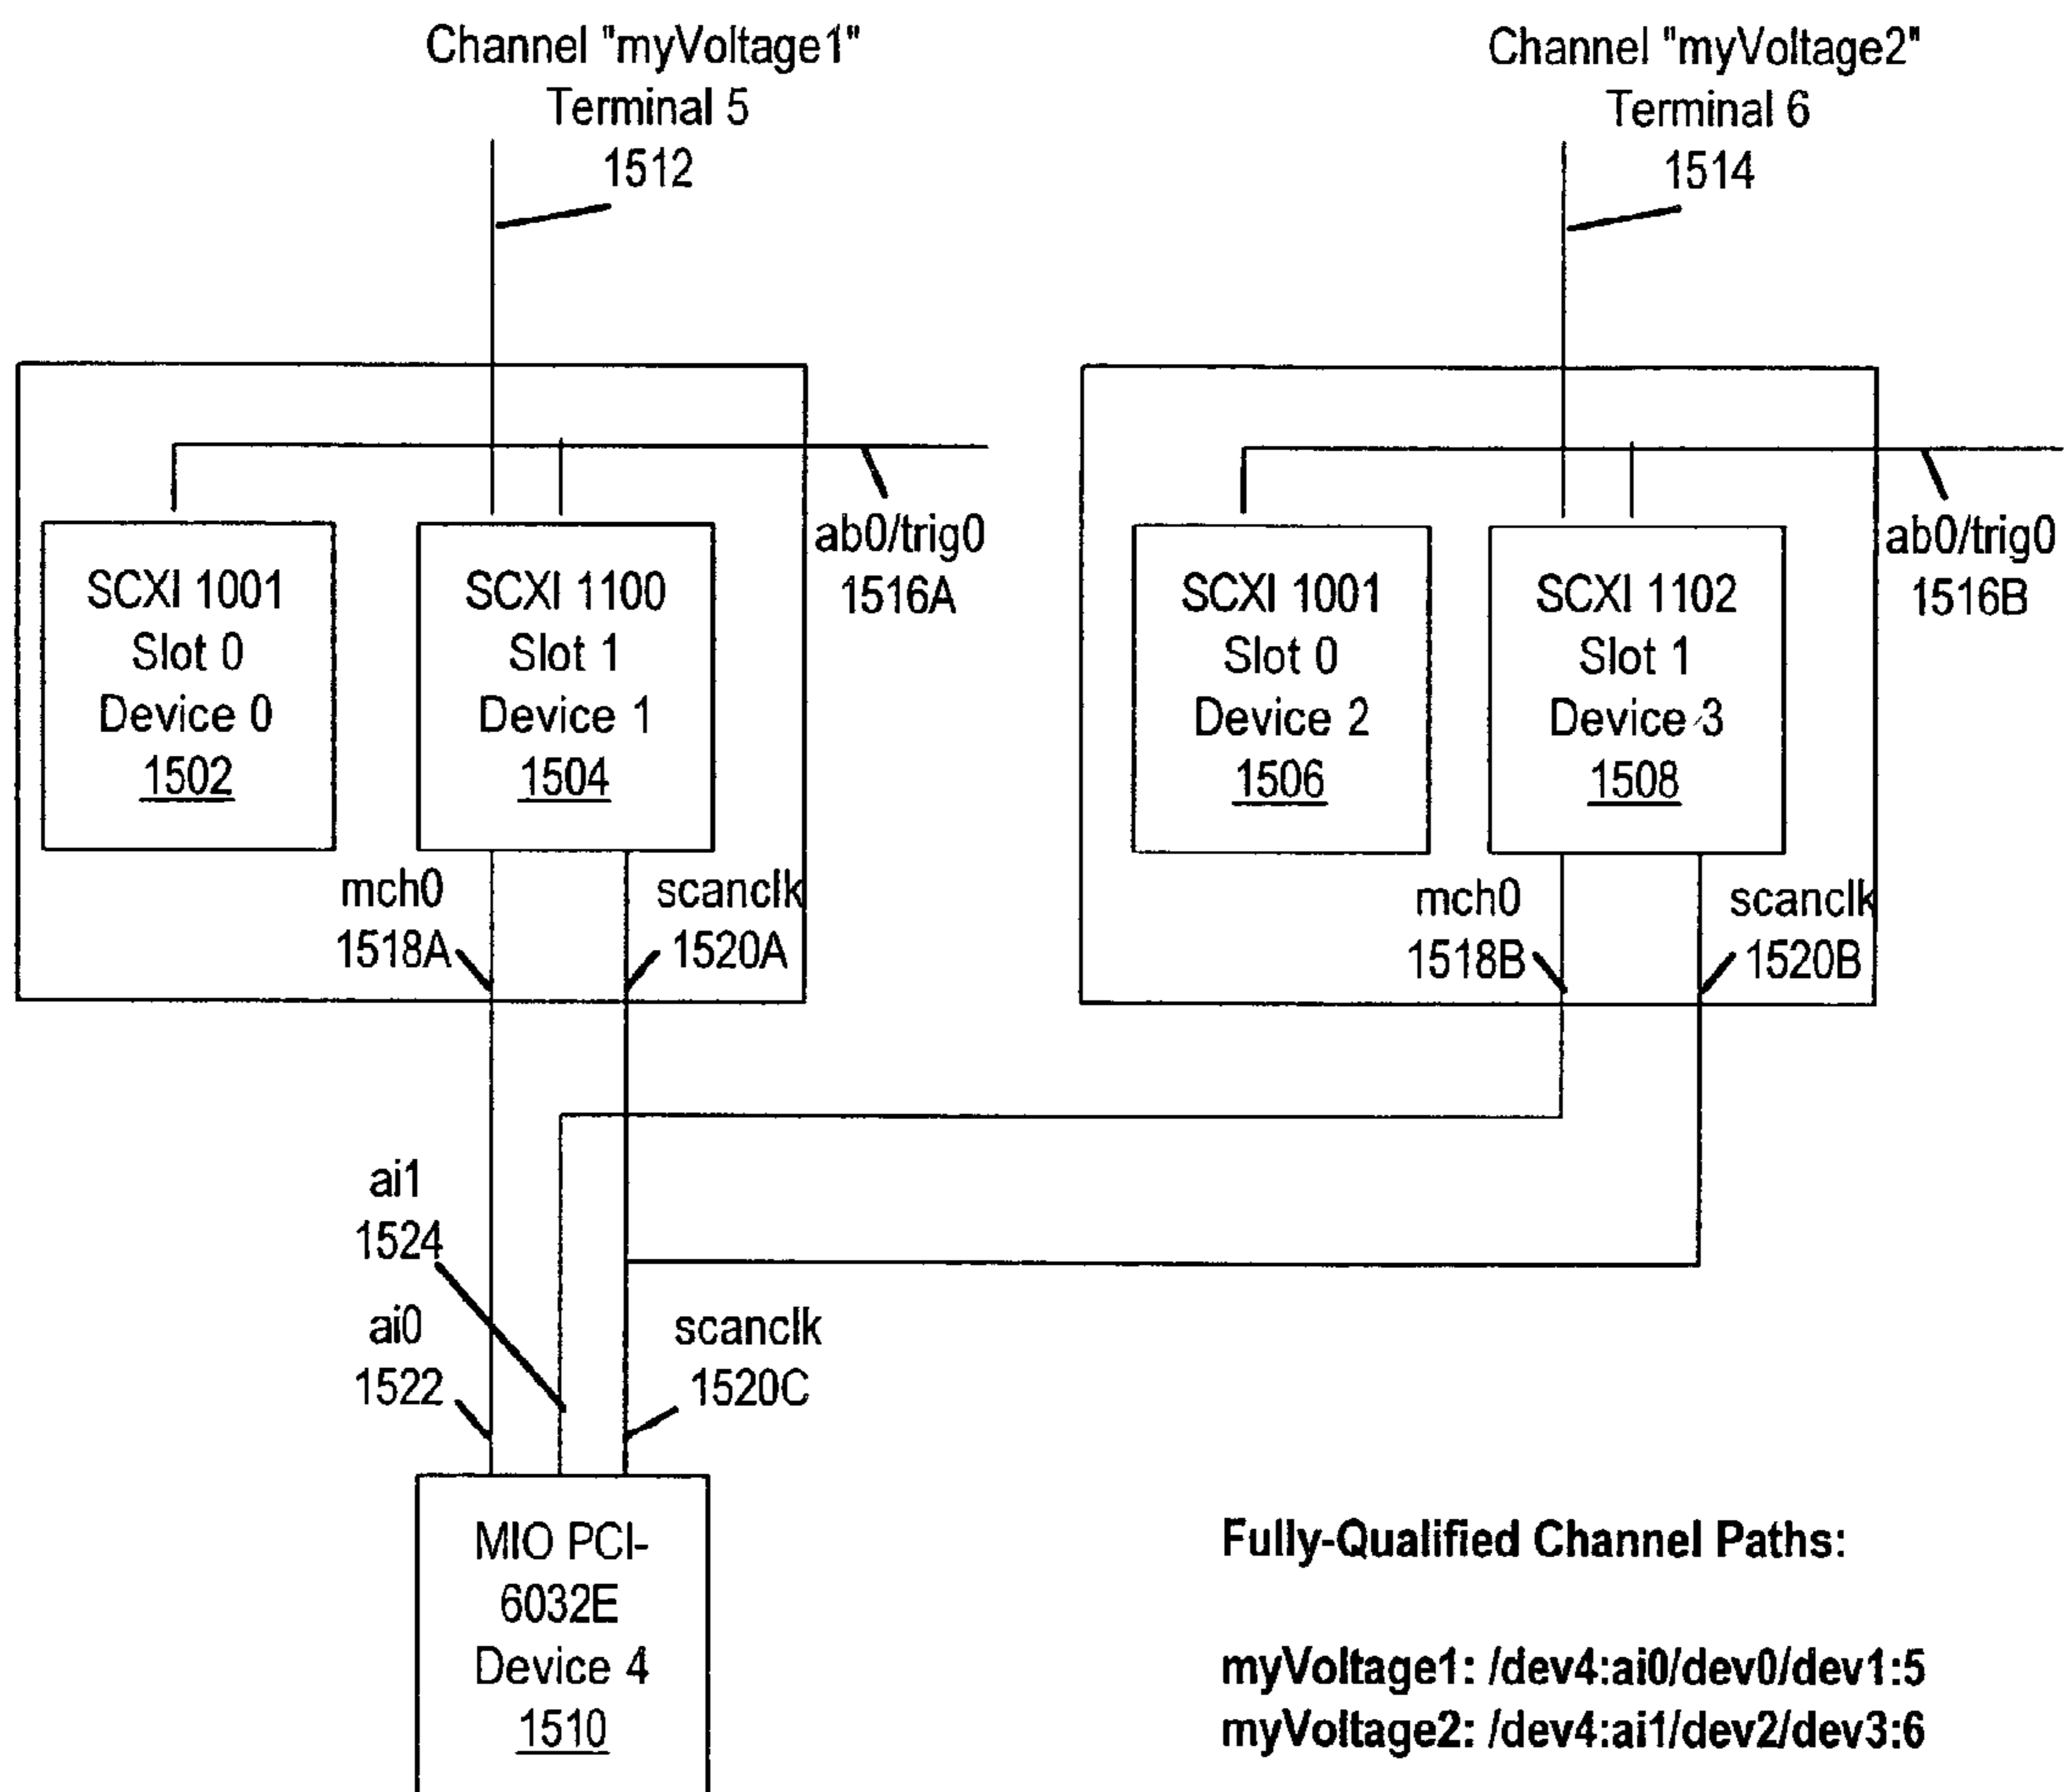 Channel "myVoltage1"
Terminal 5
1512
Channel "myVoltage2"
Terminal 6
1514
SCXI 1001
Slot 0
Device 0
1502
SCXI 1100
Slot 1
Device 1
1504
ab0/trig0
1516A
SCXI 1001
Slot 0
Device 2
1506
SCXI 1102
Slot 1
Device 3
1508
ab0/trig0
1516B
mch0
1518A
scanclk
1520A
mch0
1518B
scanclk
1520B
ai1
1524
ai0
1522
scanclk
1520C
MIO PCI-
6032E
Device 4
1510
Fully-Qualified Channel Paths:
myVoltage1: /dev4:ai0/dev0/dev1:5
myVoltage2: /dev4:ai1/dev2/dev3:6